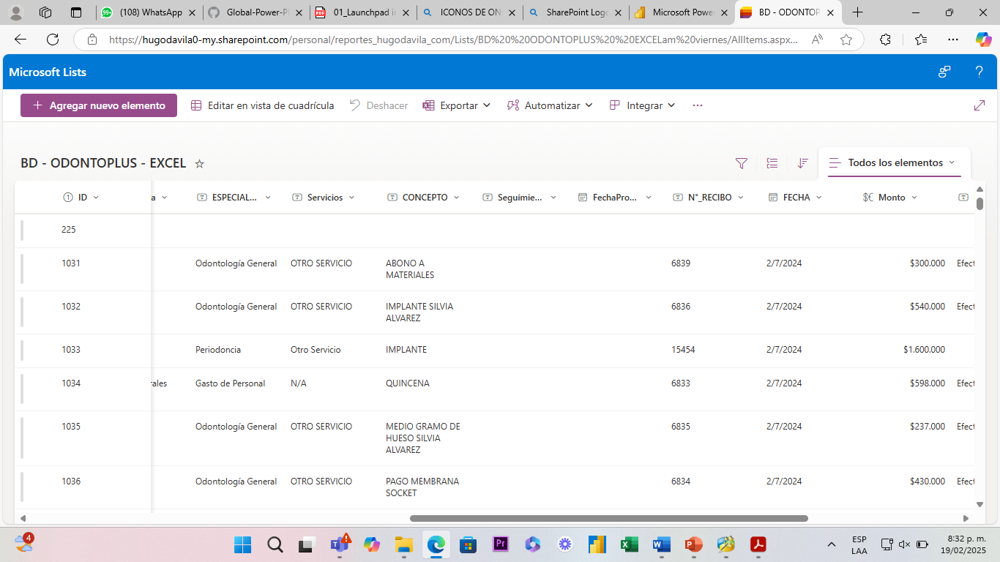 (108) WhatsApp
Global-Power-Pl
01_Launchpad in
ICONOS DE ON
SharePoint Logo
Microsoft Powe
BD - ODONTOP
https://hugodavila0-my.sharepoint.com/personal/reportes_hugodavila_com/Lists/BD%20%20ODONTOPLUS%20%20EXCELam%20viernes/AllItems.aspx...
Microsoft Lists
Agregar nuevo elemento
Editar en vista de cuadrícula
Deshacer
Exportar
Automatizar
Integrar
BD - ODONTOPLUS - EXCEL
Todos los elementos
ID a ESPECIAL... Servicios CONCEPTO Seguimie... FechaPro... N°_RECIBO FECHA Monto
225
1031 Odontología General OTRO SERVICIO ABONO A 6839 2/7/2024 $300.000 Efect
MATERIALES
1032 Odontología General OTRO SERVICIO IMPLANTE SILVIA 6836 2/7/2024 $540.000 Efect
ALVAREZ
1033 Periodoncia Otro Servicio IMPLANTE 15454 2/7/2024 $1.600.000
1034 rales Gasto de Personal N/A QUINCENA 6833 2/7/2024 $598.000 Efect
1035 Odontología General OTRO SERVICIO MEDIO GRAMO DE 6835 2/7/2024 $237.000 Efect
HUESO SILVIA
ALVAREZ
1036 Odontología General OTRO SERVICIO PAGO MEMBRANA 6834 2/7/2024 $430.000 Efect
SOCKET
4
Pr
ESP
LAA
8:32 p. m.
19/02/2025